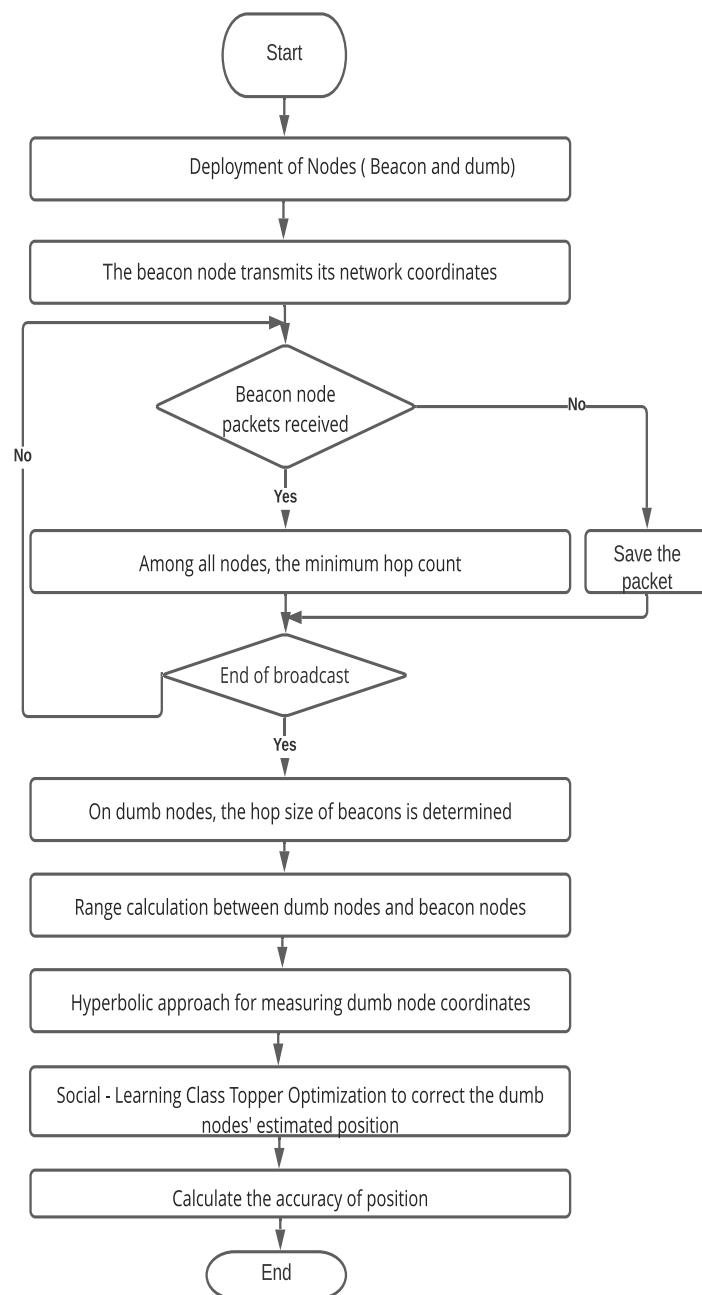 Start
Deployment of Nodes ( Beacon and dumb)
The beacon node transmits its network coordinates
Beacon node
packets received
No
No
Yes
Among all nodes, the minimum hop count
Save the
packet
End of broadcast
Yes
On dumb nodes, the hop size of beacons is determined
Range calculation between dumb nodes and beacon nodes
Hyperbolic approach for measuring dumb node coordinates
Social - Learning Class Topper Optimization to correct the dumb
nodes' estimated position
Calculate the accuracy of position
End